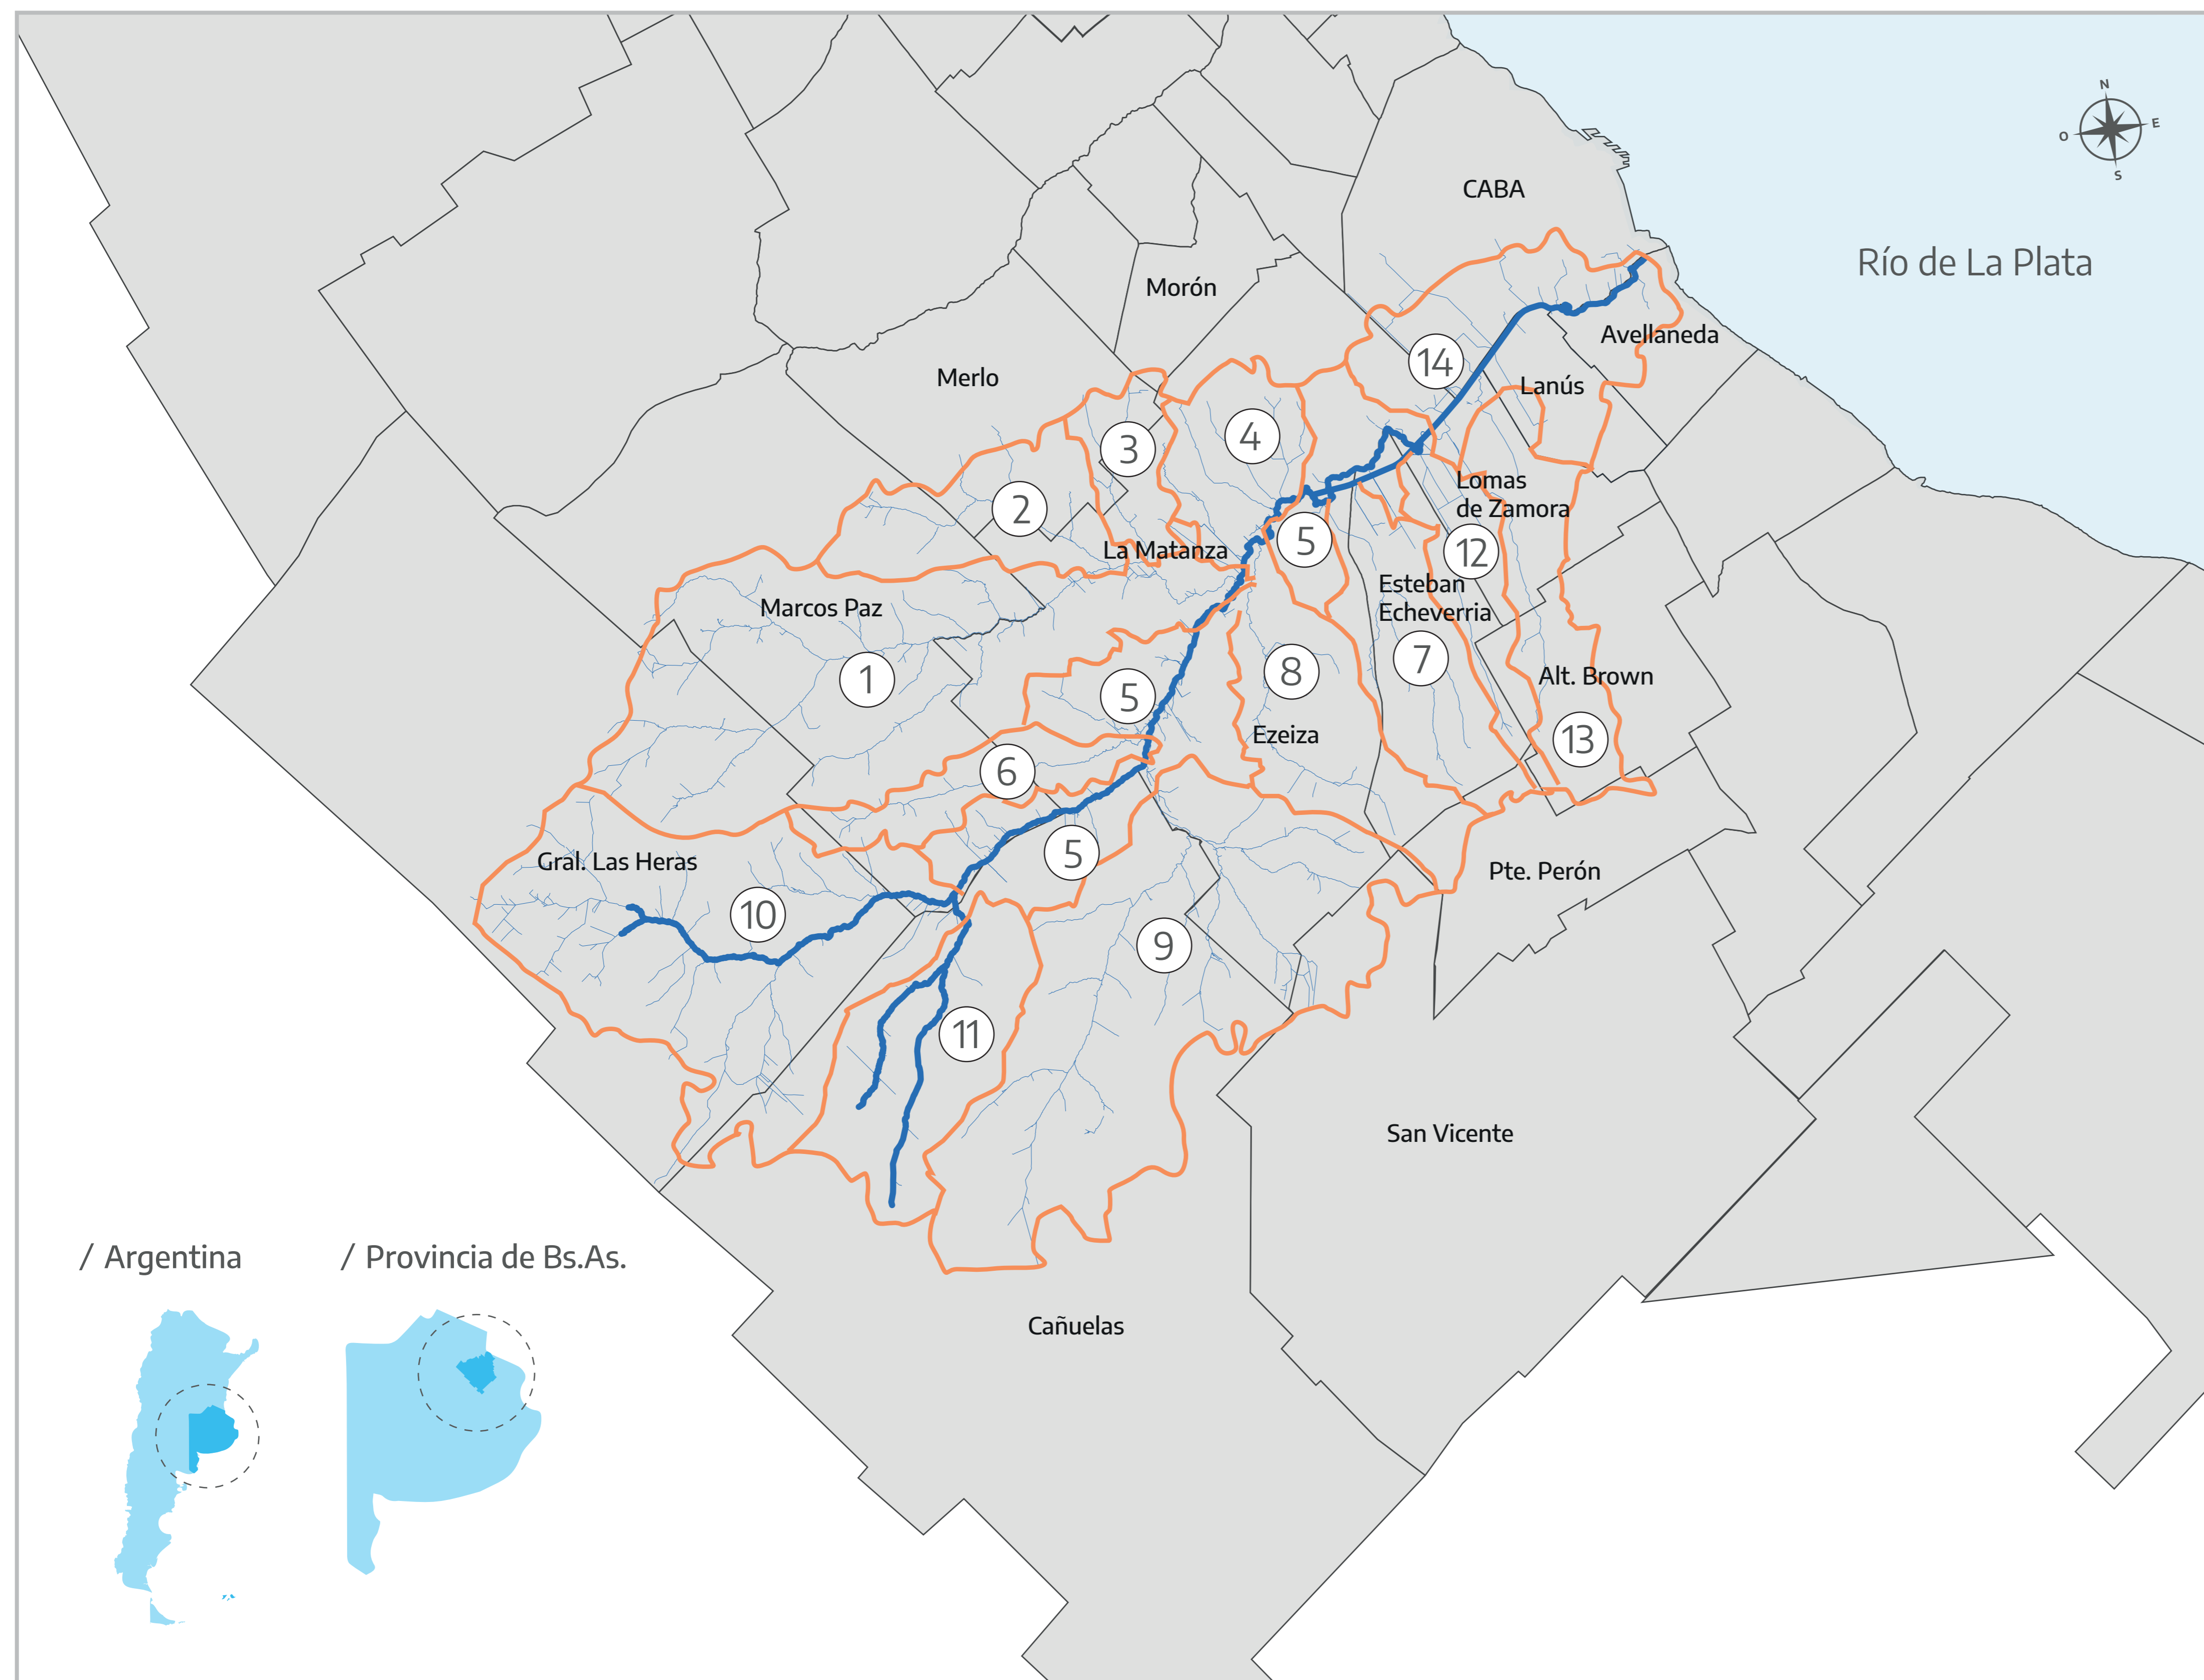 N
O
E
S
CABA
Río de La Plata
Morón
Avellaneda
14
Merlo
Lanús
4
3
Lomas
de Zamora
2
5
La Matanza
12
Esteban
Echeverria
Marcos Paz
7
8
1
Alt. Brown
5
Ezeiza
13
6
5
Gral. Las Heras
Pte. Perón
10
9
11
San Vicente
/ Argentina
/ Provincia de Bs.As.
Cañuelas